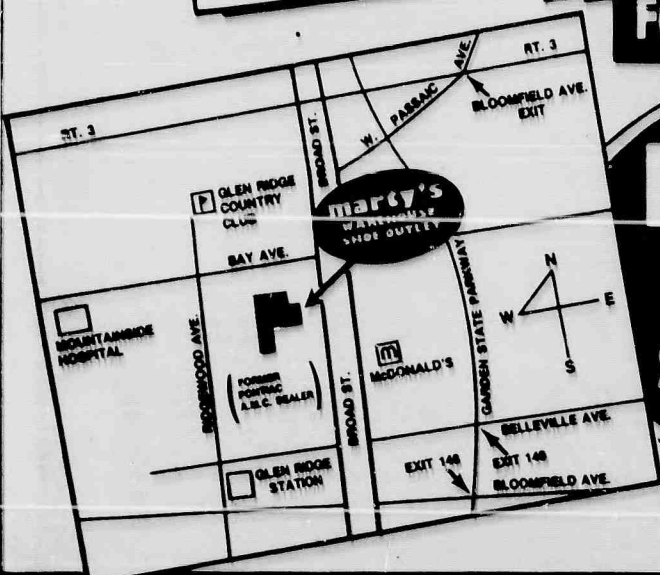 F
RT. 3
AVE.
W. PASSAIC
RT. 3
BROAD ST.
BLOOMFIELD AVE.
EXIT
GLEN RIDGE
COUNTRY
CLUB
marty's
WAREHOUSE
SHOE OUTLET
BAY AVE.
N
W E
S
MOUNTAINSIDE
HOSPITAL
RIDGEWOOD AVE.
(FORMER
PONTIAC
A.M.C. DEALER)
BROAD ST.
m
McDONALD'S
GARDEN STATE PARKWAY
BELLEVILLE AVE.
GLEN RIDGE
STATION
EXIT 148
EXIT 149
BLOOMFIELD AVE.